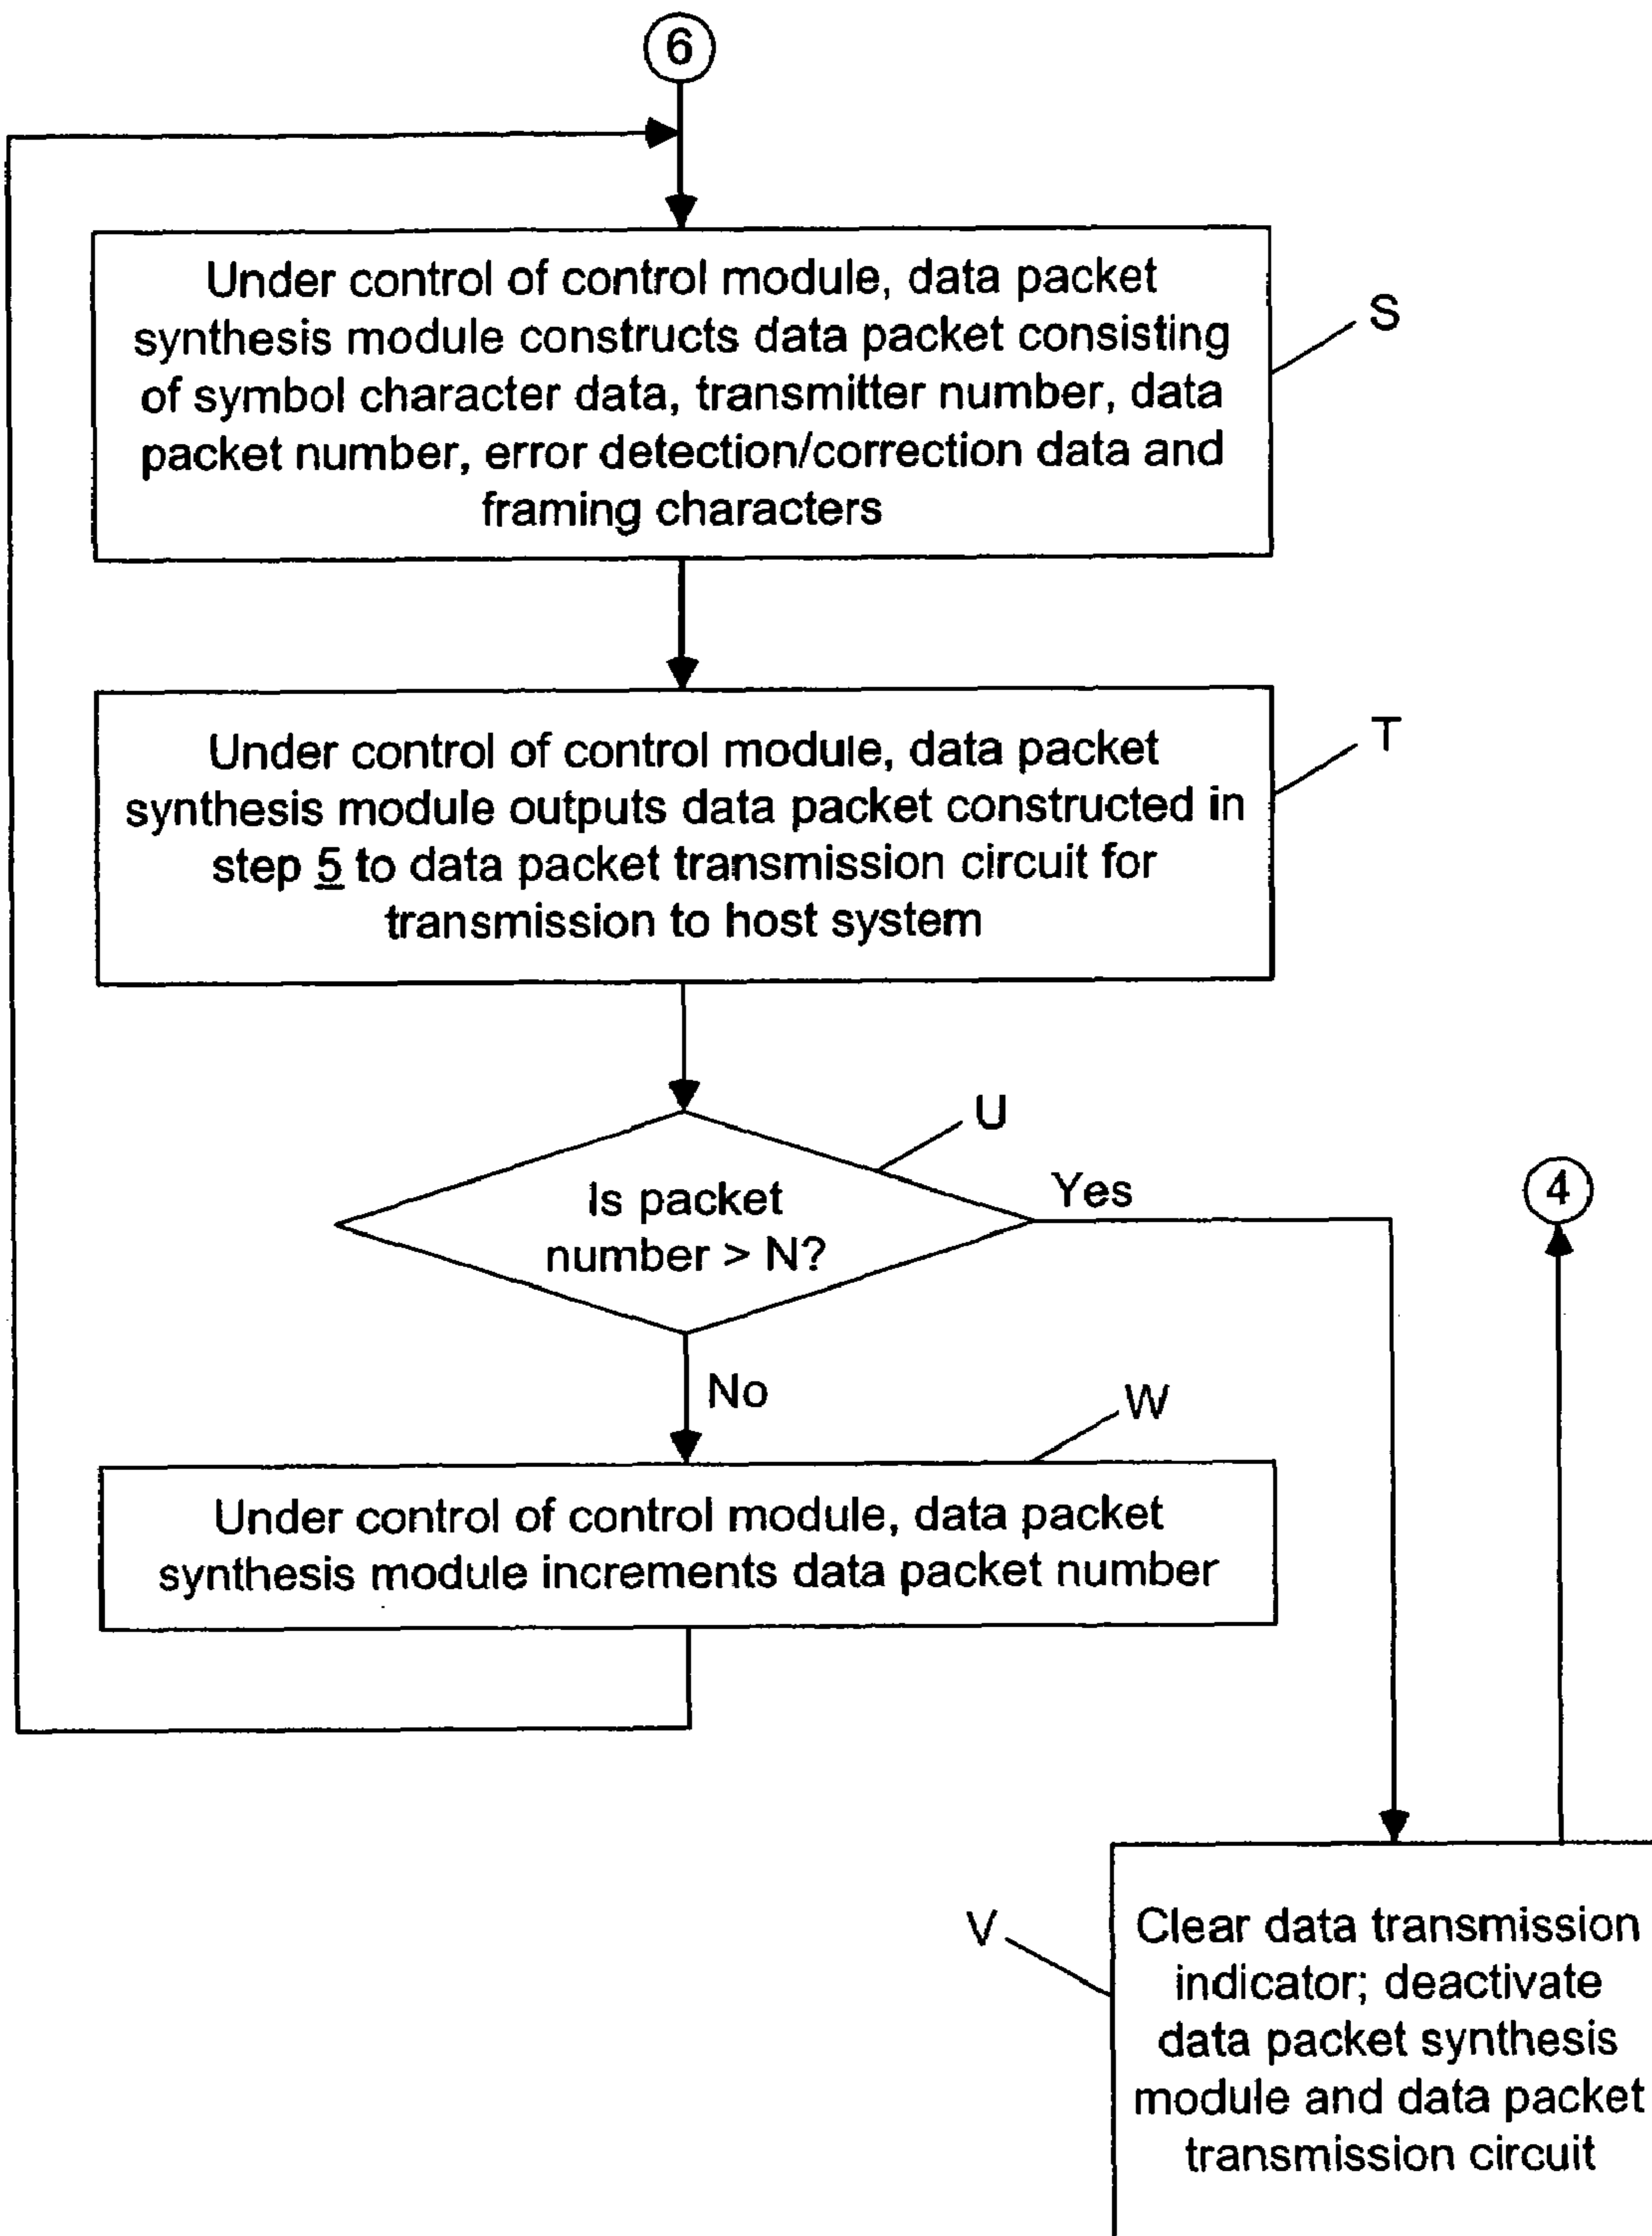 6
Under control of control module, data packet
synthesis module constructs data packet consisting
of symbol character data, transmitter number, data
packet number, error detection/correction data and
framing characters
S
Under control of control module, data packet
synthesis module outputs data packet constructed in
step 5 to data packet transmission circuit for
transmission to host system
T
U
Is packet
number > N?
Yes
4
No
W
Under control of control module, data packet
synthesis module increments data packet number
V
Clear data transmission
indicator; deactivate
data packet synthesis
module and data packet
transmission circuit